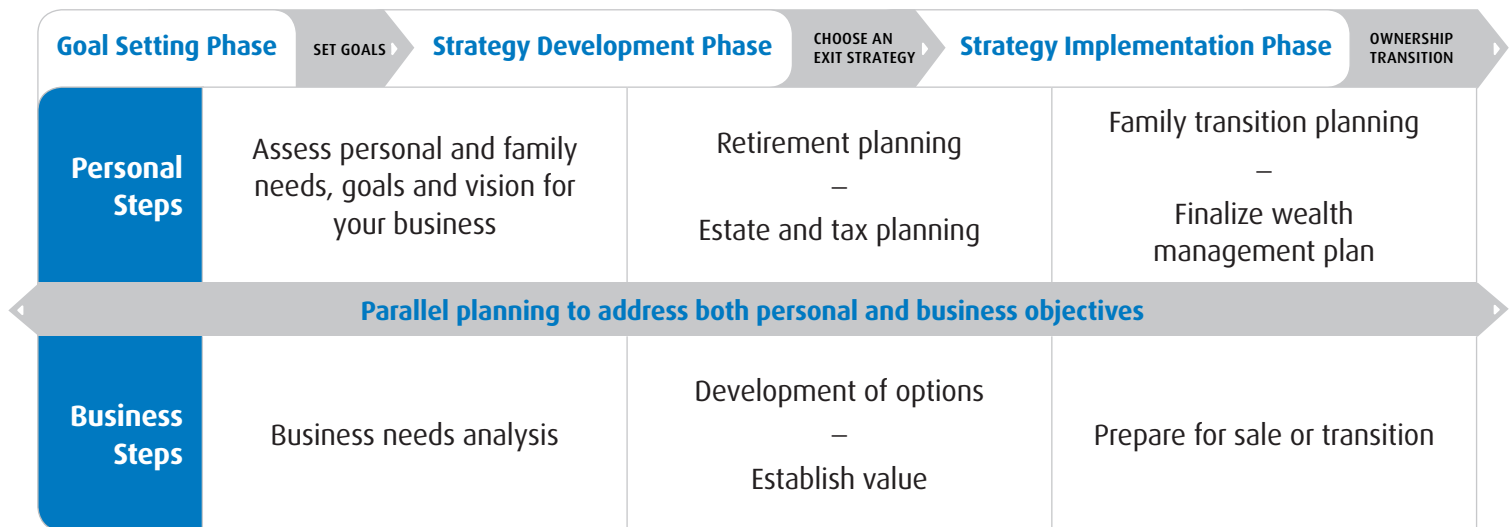 Goal Setting Phase
SET GOALS
Strategy Development Phase
CHOOSE AN
EXIT STRATEGY
Strategy Implementation Phase
OWNERSHIP
TRANSITION
Personal
Steps
Assess personal and family
needs, goals and vision for
your business
Retirement planning
–
Estate and tax planning
Family transition planning
–
Finalize wealth
management plan
Parallel planning to address both personal and business objectives
Business
Steps
Business needs analysis
Development of options
–
Establish value
Prepare for sale or transition